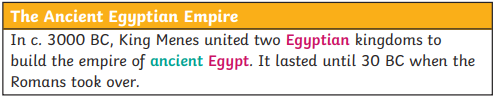 The Ancient Egyptian Empire
In c. 3000 BC, King Menes united two Egyptian kingdoms to
build the empire of ancient Egypt. It lasted until 30 BC when the
Romans took over.